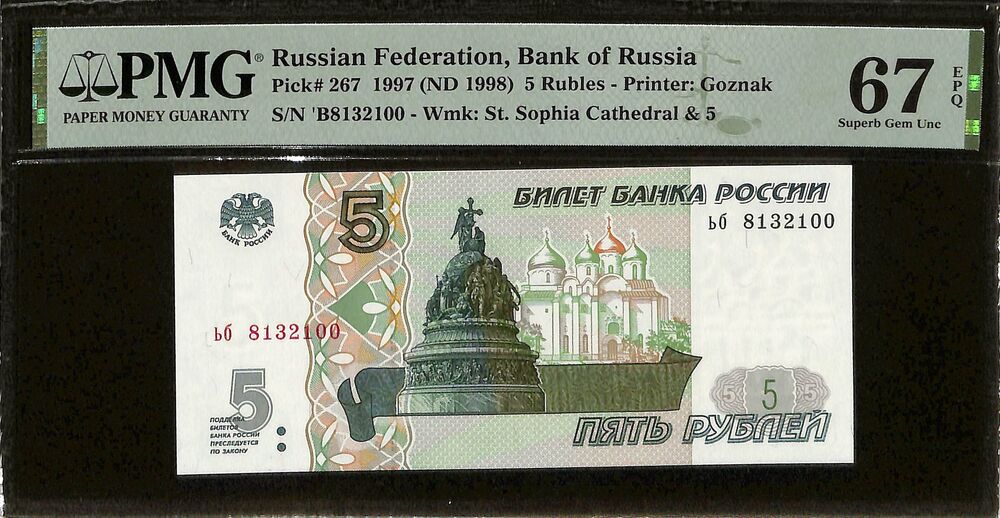 PMG®
PAPER MONEY GUARANTY
Russian Federation, Bank of Russia
Pick# 267 1997 (ND 1998) 5 Rubles - Printer: Goznak
S/N 'B8132100 - Wmk: St. Sophia Cathedral & 5
67
EPQ
Superb Gem Unc
БИЛЕТ БАНКА РОССИИ
ьб 8132100
БАНК РОССИИ
5
ьб 8132100
5
ПОДДЕЛКА
БИЛЕТОВ
БАНКА РОССИИ
ПРЕСЛЕДУЕТСЯ
ПО ЗАКОНУ
5 5 5
ПЯТЬ РУБЛЕЙ